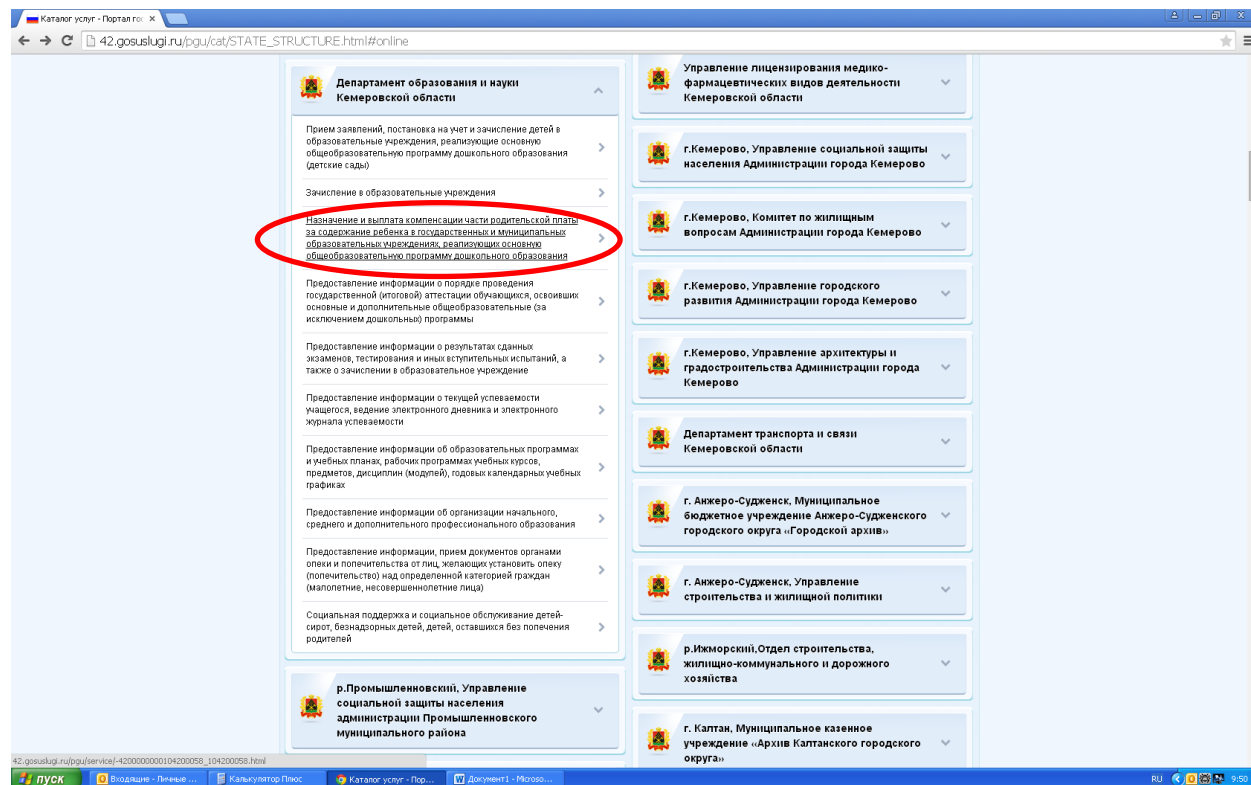 Каталог услуг - Портал гос
42.gosuslugi.ru/pgu/cat/STATE_STRUCTURE.html#online
Департамент образования и науки
Кемеровской области
Прием заявлений, постановка на учет и зачисление детей в
образовательные учреждения, реализующие основную
общеобразовательную программу дошкольного образования
(детские сады)
Зачисление в образовательные учреждения
Назначение и выплата компенсации части родительской платы
за содержание ребенка в государственных и муниципальных
образовательных учреждениях, реализующих основную
общеобразовательную программу дошкольного образования
Предоставление информации о порядке проведения
государственной (итоговой) аттестации обучающихся, освоивших
основные и дополнительные общеобразовательные (за
исключением дошкольных) программы
Предоставление информации о результатах сданных
экзаменов, тестирования и иных вступительных испытаний, а
также о зачислении в образовательное учреждение
Предоставление информации о текущей успеваемости
учащегося, ведение электронного дневника и электронного
журнала успеваемости
Предоставление информации об образовательных программах
и учебных планах, рабочих программах учебных курсов,
предметов, дисциплин (модулей), годовых календарных учебных
графиках
Предоставление информации об организации начального,
среднего и дополнительного профессионального образования
Предоставление информации, прием документов органами
опеки и попечительства от лиц, желающих установить опеку
(попечительство) над определенной категорией граждан
(малолетние, несовершеннолетние лица)
Социальная поддержка и социальное обслуживание детей-
сирот, безнадзорных детей, детей, оставшихся без попечения
родителей
р.Промышленновский, Управление
социальной защиты населения
администрации Промышленновского
муниципального района
Управление лицензирования медико-
фармацевтических видов деятельности
Кемеровской области
г.Кемерово, Управление социальной защиты
населения Администрации города Кемерово
г.Кемерово, Комитет по жилищным
вопросам Администрации города Кемерово
г.Кемерово, Управление городского
развития Администрации города Кемерово
г.Кемерово, Управление архитектуры и
градостроительства Администрации города
Кемерово
Департамент транспорта и связи
Кемеровской области
г. Анжеро-Судженск, Муниципальное
бюджетное учреждение Анжеро-Судженского
городского округа «Городской архив»
г. Анжеро-Судженск, Управление
строительства и жилищной политики
р.Ижморский,Отдел строительства,
жилищно-коммунального и дорожного
хозяйства
г. Калтан, Муниципальное казенное
учреждение «Архив Калтанского городского
округа»
42.gosuslugi.ru/pgu/service/-4200000000104200058_104200058.html
пуск
Входящие - Личные ...
Калькулятор Плюс
Каталог услуг - Пор...
Документ1 - Microso...
RU
9:50